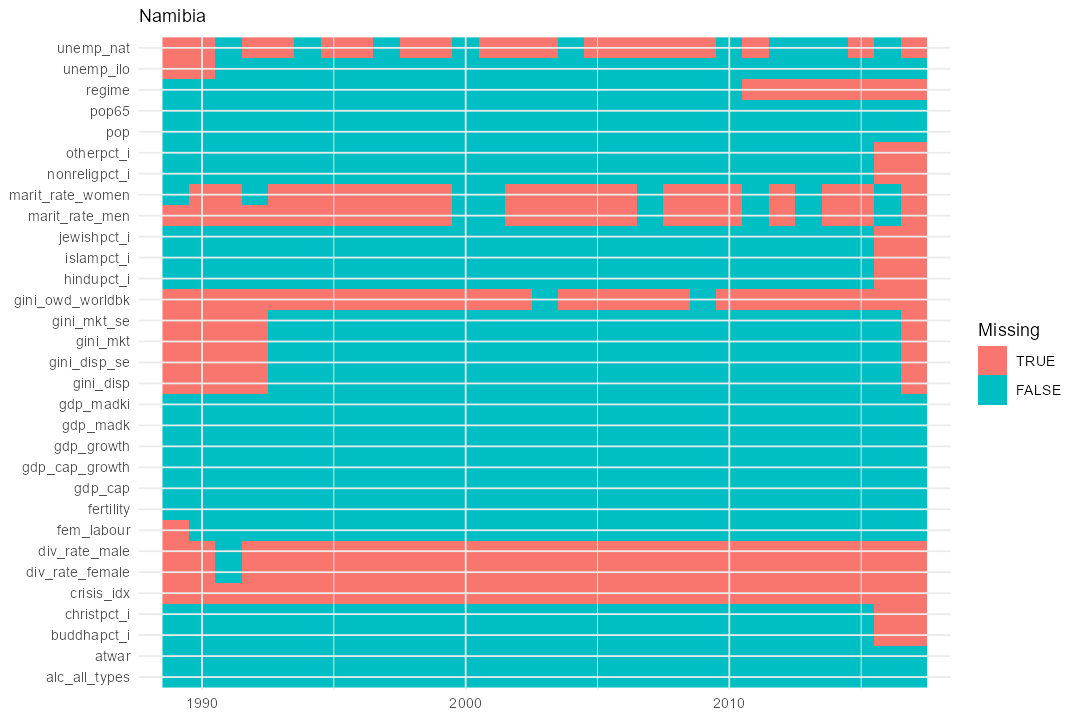 Namibia
unemp_nat
unemp_ilo
regime
pop65
pop
otherpct_i
nonreligpct_i
marit_rate_women
marit_rate_men
jewishpct_i
islampct_i
hindupct_i
gini_owd_worldbk
gini_mkt_se
gini_mkt
gini_disp_se
gini_disp
gdp_madki
gdp_madk
gdp_growth
gdp_cap_growth
gdp_cap
fertility
fem_labour
div_rate_male
div_rate_female
crisis_idx
christpct_i
buddhapct_i
atwar
alc_all_types
1990 2000 2010
Missing
TRUE
FALSE